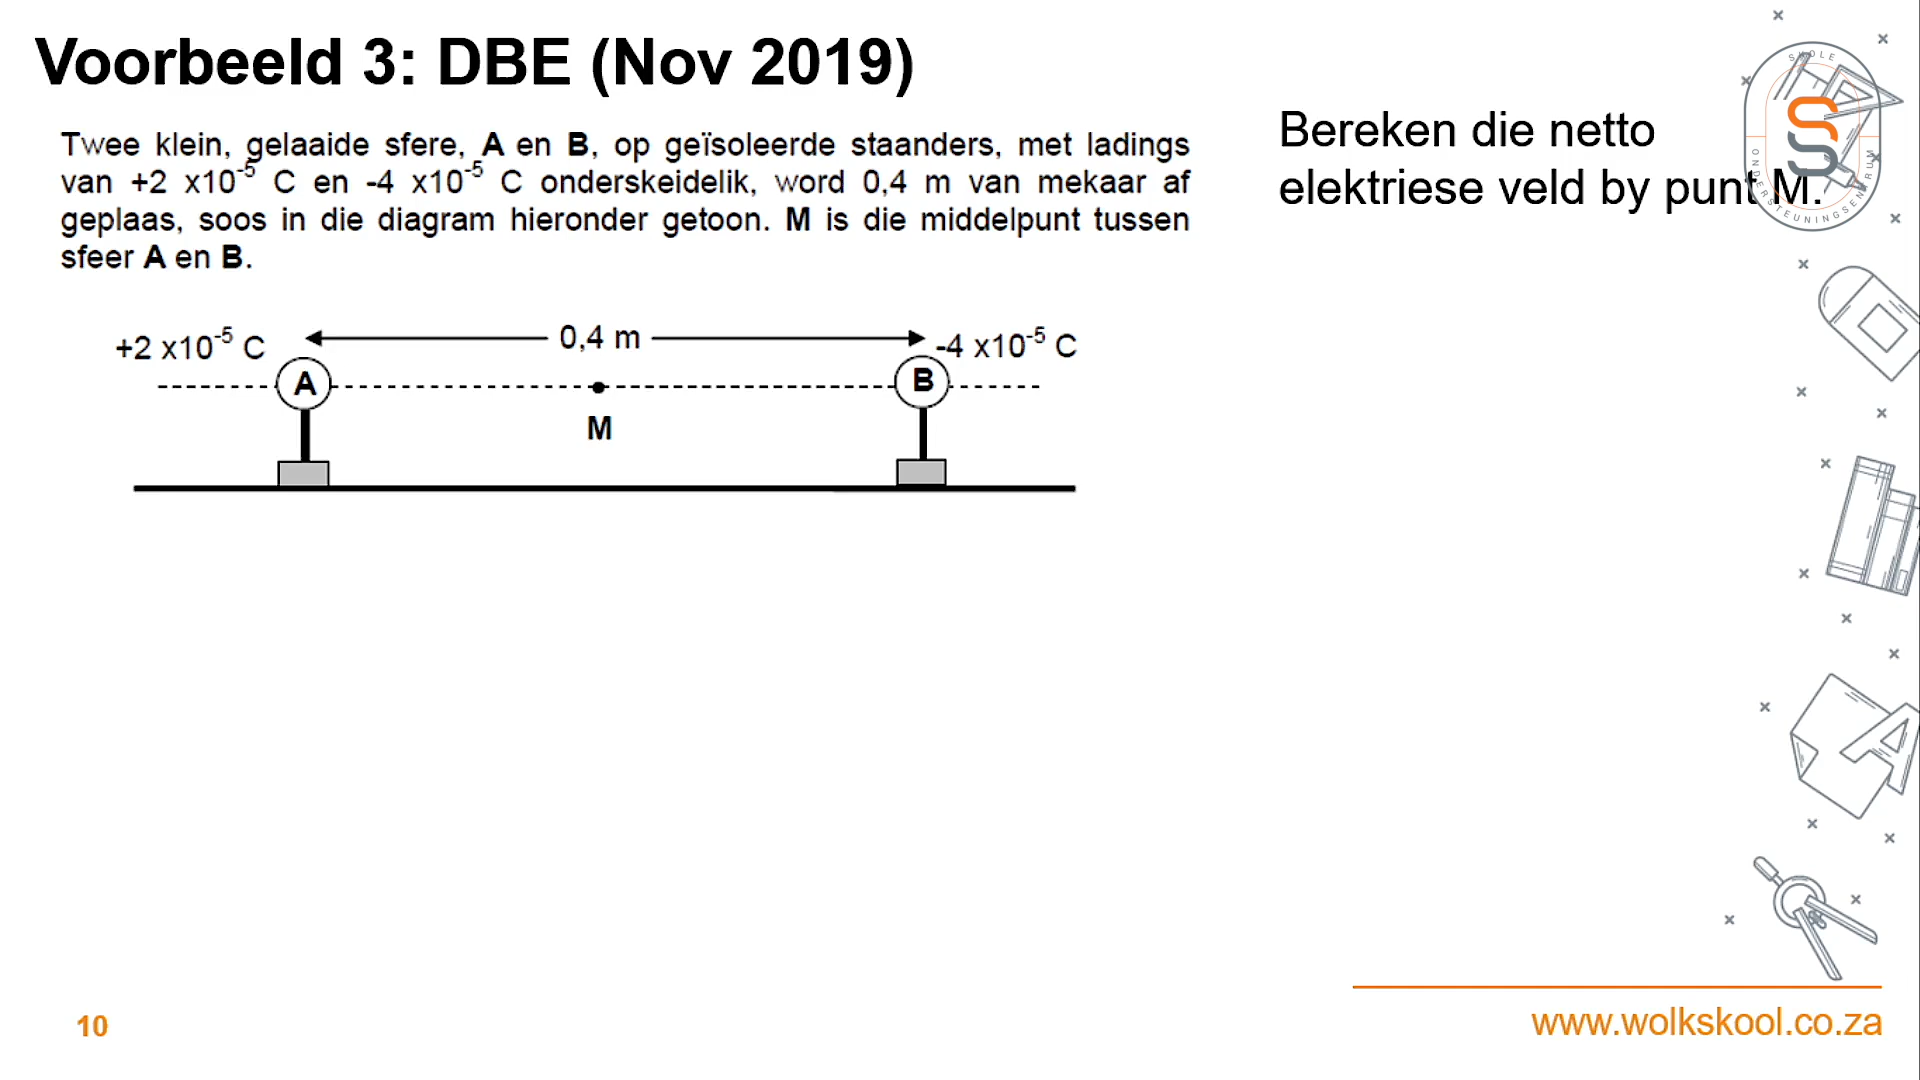 Voorbeeld 3: DBE (Nov 2019)
Twee klein, gelaaide sfere, A en B, op geïsoleerde staanders, met ladings
van +2 x10⁻⁵ C en -4 x10⁻⁵ C onderskeidelik, word 0,4 m van mekaar af
geplaas, soos in die diagram hieronder getoon. M is die middelpunt tussen
sfeer A en B.
Bereken die netto
elektriese veld by punt M.
SKOLE
ONDERSTEUNINGSENTRUM
+2 x10⁻⁵ C
0,4 m
-4 x10⁻⁵ C
A
B
M
10
www.wolkskool.co.za